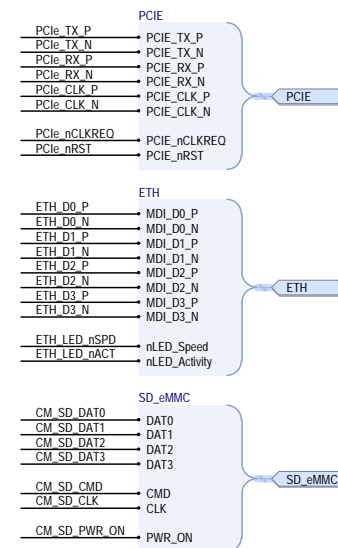 PCIE
PCIe_TX_P PCIE_TX_P
PCIe_TX_N PCIE_TX_N
PCIe_RX_P PCIE_RX_P
PCIe_RX_N PCIE_RX_N
PCIe_CLK_P PCIE_CLK_P
PCIe_CLK_N PCIE_CLK_N
PCIE
PCIe_nCLKREQ PCIE_nCLKREQ
PCIe_nRST PCIE_nRST
ETH
ETH_D0_P MDI_D0_P
ETH_D0_N MDI_D0_N
ETH_D1_P MDI_D1_P
ETH_D1_N MDI_D1_N
ETH_D2_P MDI_D2_P
ETH_D2_N MDI_D2_N
ETH
ETH_D3_P MDI_D3_P
ETH_D3_N MDI_D3_N
ETH_LED_nSPD nLED_Speed
ETH_LED_nACT nLED_Activity
SD_eMMC
CM_SD_DAT0 DAT0
CM_SD_DAT1 DAT1
CM_SD_DAT2 DAT2
CM_SD_DAT3 DAT3
SD_eMMC
CM_SD_CMD CMD
CM_SD_CLK CLK
CM_SD_PWR_ON PWR_ON